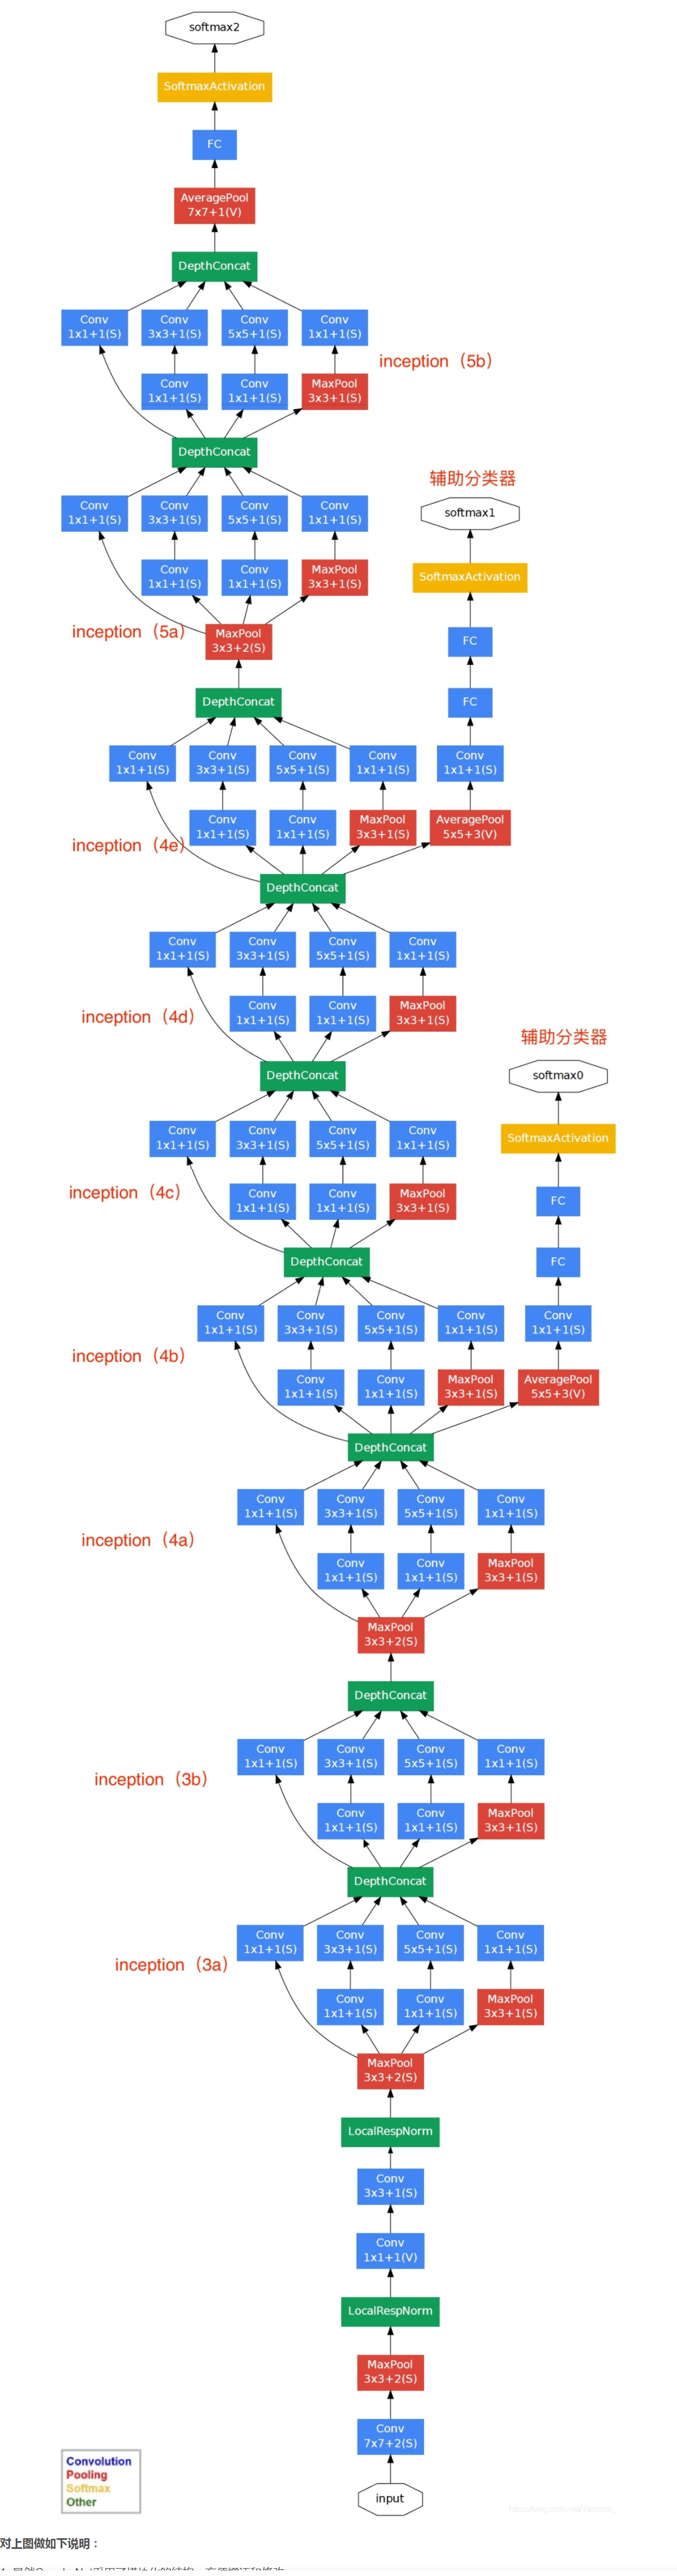 softmax2
SoftmaxActivation
FC
AveragePool
7x7+1(V)
DepthConcat
Conv
1x1+1(S)
Conv
3x3+1(S)
Conv
5x5+1(S)
Conv
1x1+1(S)
inception（5b）
Conv
1x1+1(S)
Conv
1x1+1(S)
MaxPool
3x3+1(S)
DepthConcat
辅助分类器
softmax1
Conv
1x1+1(S)
Conv
3x3+1(S)
Conv
5x5+1(S)
Conv
1x1+1(S)
Conv
1x1+1(S)
Conv
1x1+1(S)
MaxPool
3x3+1(S)
SoftmaxActivation
inception（5a）
MaxPool
3x3+2(S)
FC
DepthConcat
FC
Conv
1x1+1(S)
Conv
3x3+1(S)
Conv
5x5+1(S)
Conv
1x1+1(S)
Conv
1x1+1(S)
inception（4e）
Conv
1x1+1(S)
Conv
1x1+1(S)
MaxPool
3x3+1(S)
AveragePool
5x5+3(V)
DepthConcat
Conv
1x1+1(S)
Conv
3x3+1(S)
Conv
5x5+1(S)
Conv
1x1+1(S)
inception（4d）
Conv
1x1+1(S)
Conv
1x1+1(S)
MaxPool
3x3+1(S)
辅助分类器
DepthConcat
softmax0
Conv
1x1+1(S)
Conv
3x3+1(S)
Conv
5x5+1(S)
Conv
1x1+1(S)
SoftmaxActivation
inception（4c）
Conv
1x1+1(S)
Conv
1x1+1(S)
MaxPool
3x3+1(S)
FC
DepthConcat
FC
Conv
1x1+1(S)
Conv
3x3+1(S)
Conv
5x5+1(S)
Conv
1x1+1(S)
Conv
1x1+1(S)
inception（4b）
Conv
1x1+1(S)
Conv
1x1+1(S)
MaxPool
3x3+1(S)
AveragePool
5x5+3(V)
DepthConcat
Conv
1x1+1(S)
Conv
3x3+1(S)
Conv
5x5+1(S)
Conv
1x1+1(S)
inception（4a）
Conv
1x1+1(S)
Conv
1x1+1(S)
MaxPool
3x3+1(S)
MaxPool
3x3+2(S)
DepthConcat
Conv
1x1+1(S)
Conv
3x3+1(S)
Conv
5x5+1(S)
Conv
1x1+1(S)
inception（3b）
Conv
1x1+1(S)
Conv
1x1+1(S)
MaxPool
3x3+1(S)
DepthConcat
Conv
1x1+1(S)
Conv
3x3+1(S)
Conv
5x5+1(S)
Conv
1x1+1(S)
inception（3a）
Conv
1x1+1(S)
Conv
1x1+1(S)
MaxPool
3x3+1(S)
MaxPool
3x3+2(S)
LocalRespNorm
Conv
3x3+1(S)
Conv
1x1+1(V)
LocalRespNorm
MaxPool
3x3+2(S)
Conv
7x7+2(S)
input
Convolution
Pooling
Softmax
Other
对上图做如下说明：